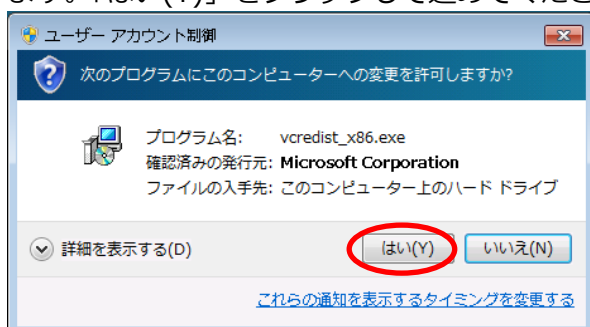 ます。「はい(Y)」をクリックして進めてくださ
ユーザー アカウント制御
次のプログラムにこのコンピューターへの変更を許可しますか?
プログラム名: vcredist_x86.exe
確認済みの発行元: Microsoft Corporation
ファイルの入手先: このコンピューター上のハード ドライブ
詳細を表示する(D) はい(Y) いいえ(N)
これらの通知を表示するタイミングを変更する